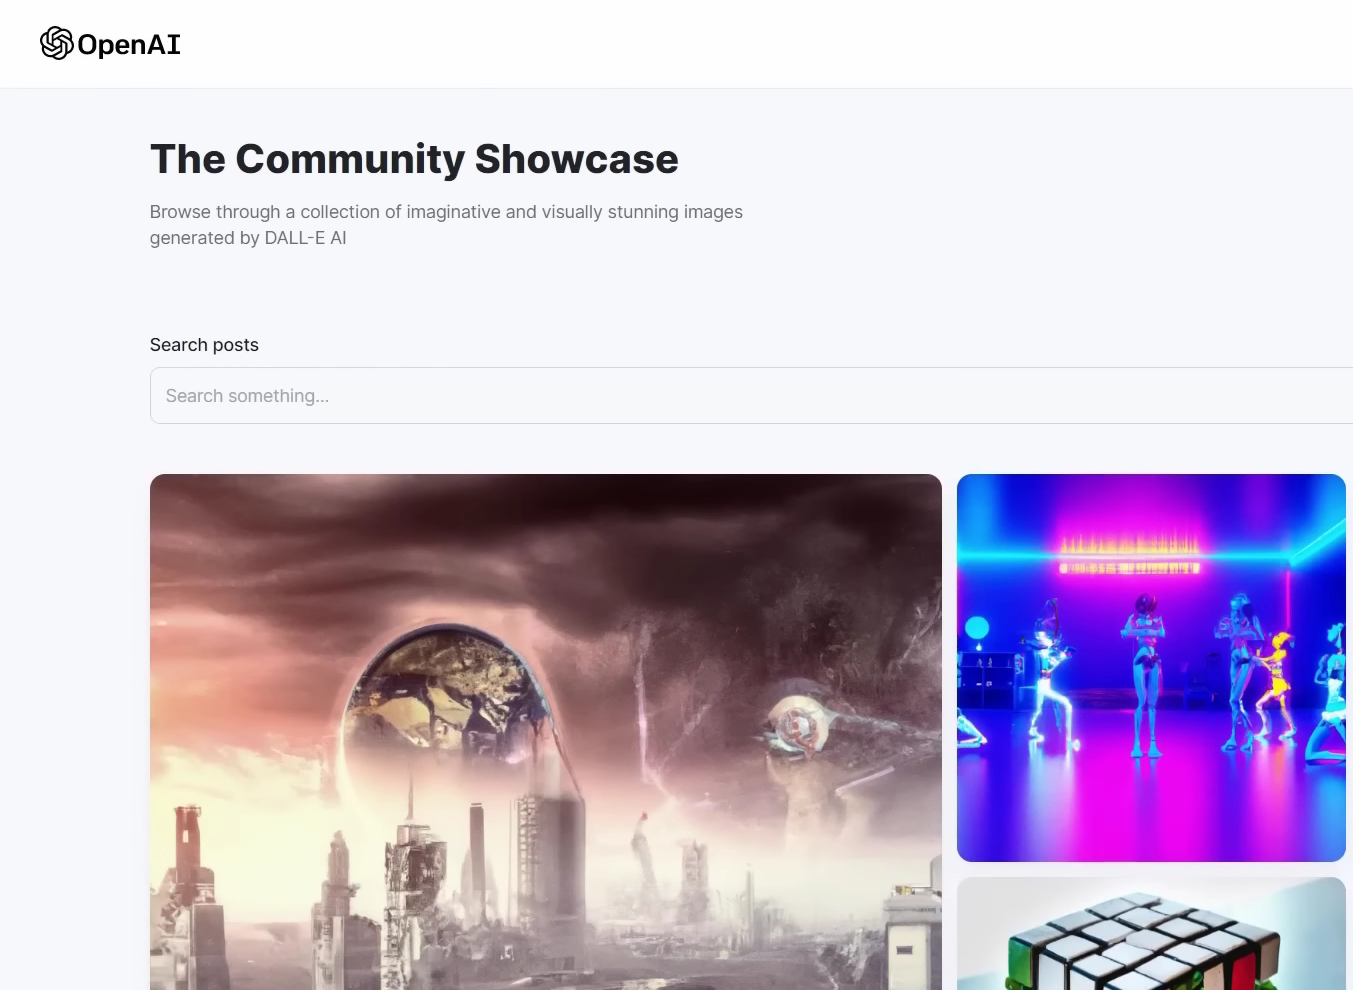 OpenAI
The Community Showcase
Browse through a collection of imaginative and visually stunning images
generated by DALL-E AI
Search posts
Search something...